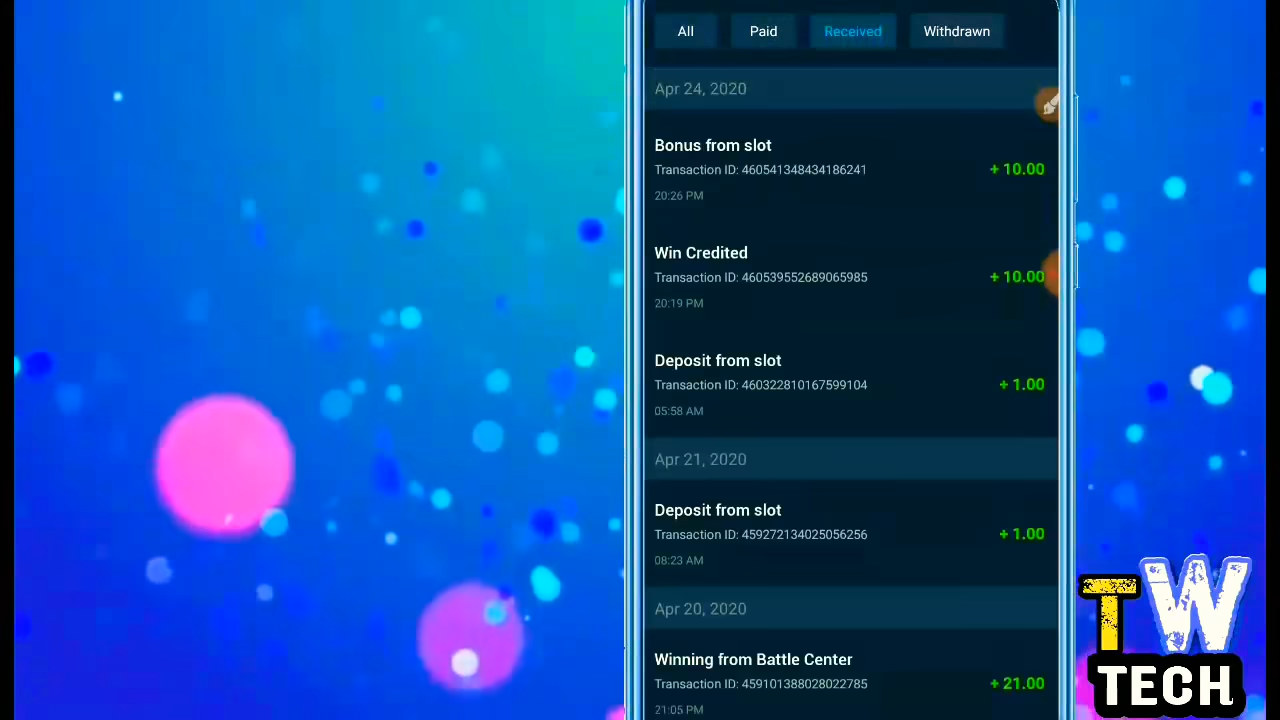 All Paid Received Withdrawn
Apr 24, 2020
Bonus from slot
Transaction ID: 460541348434186241 + 10.00
20:26 PM
Win Credited
Transaction ID: 460539552689065985 + 10.00
20:19 PM
Deposit from slot
Transaction ID: 460322810167599104 + 1.00
05:58 AM
Apr 21, 2020
Deposit from slot
Transaction ID: 459272134025056256 + 1.00
08:23 AM
Apr 20, 2020
Winning from Battle Center
Transaction ID: 459101388028022785 + 21.00
21:05 PM
TW
TECH